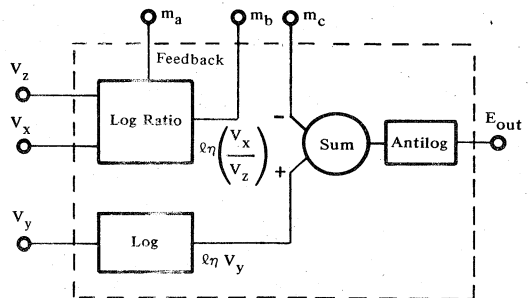 m_a m_b m_c
Feedback
V_z
V_x
Log Ratio
ℓη (V_x / V_z)
−
+
Sum
Antilog
E_out
V_y
Log
ℓη V_y